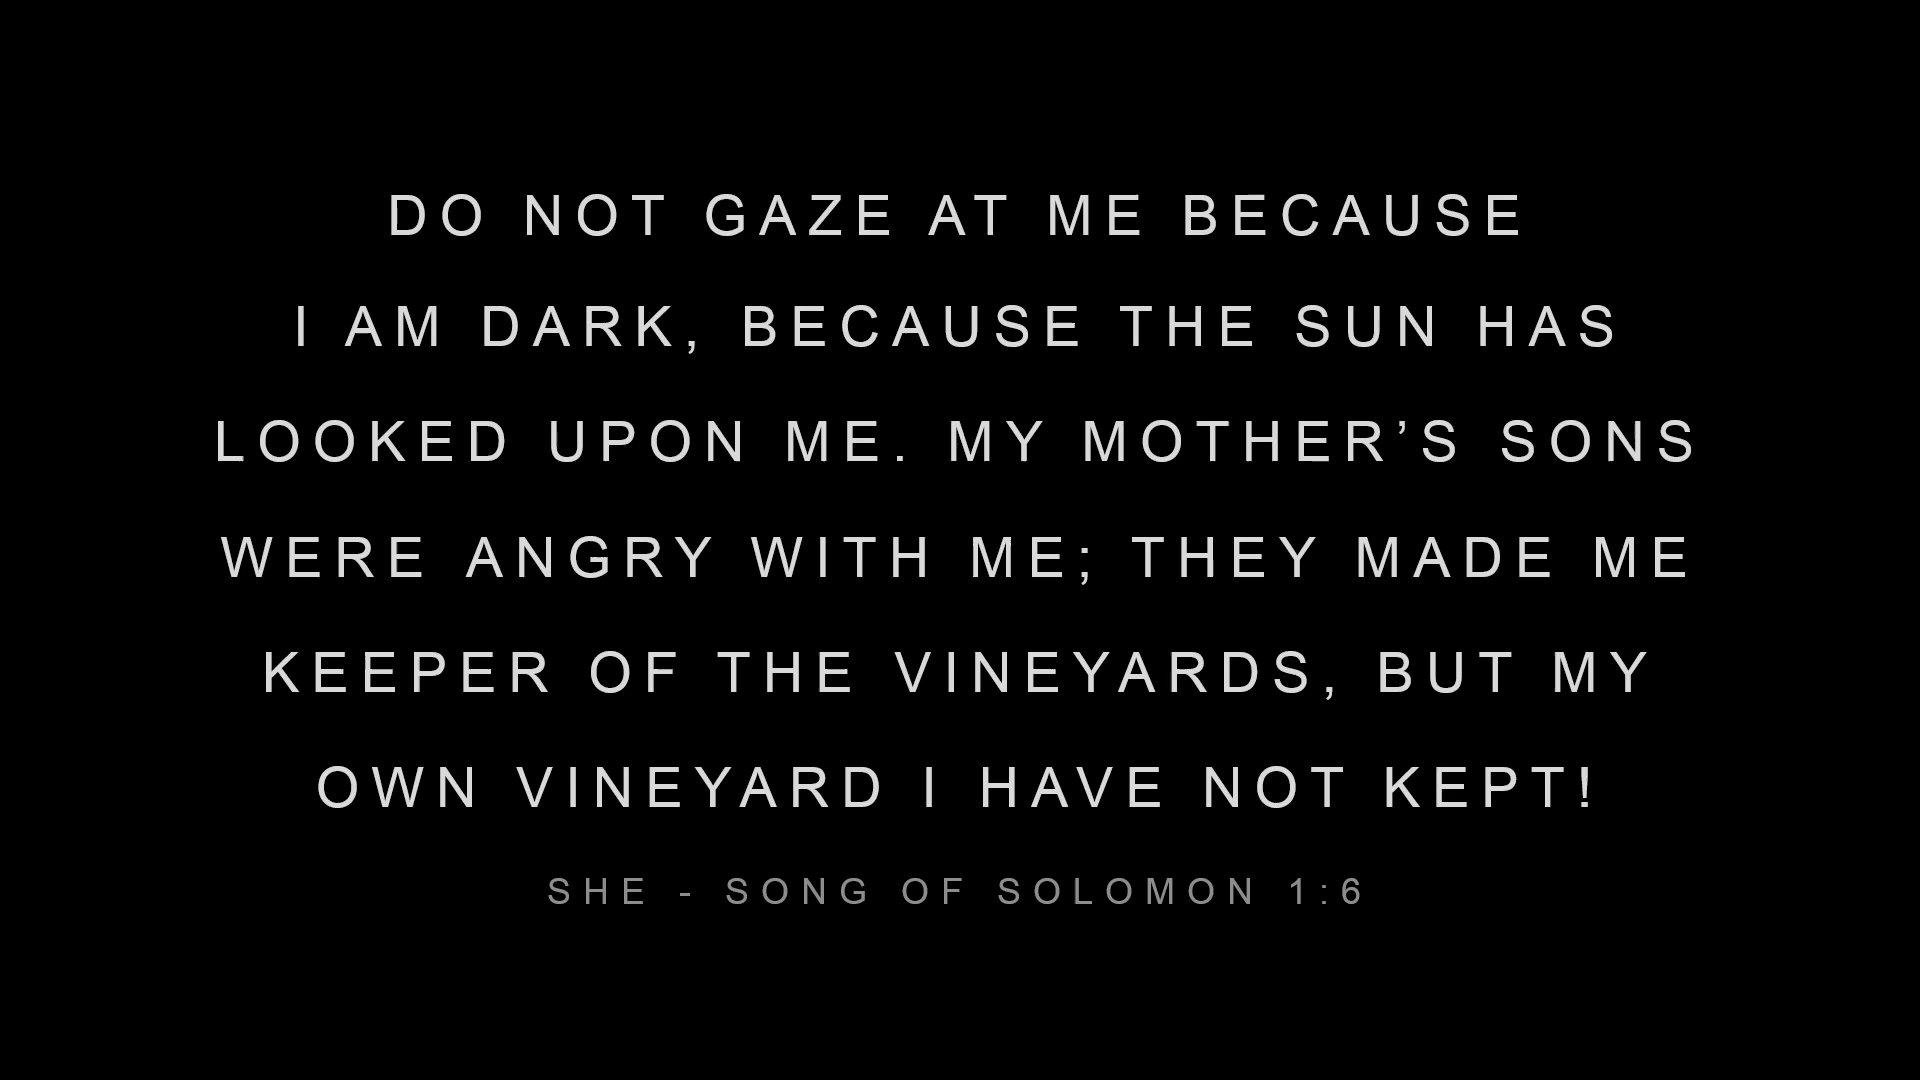 DO NOT GAZE AT ME BECAUSE
I AM DARK, BECAUSE THE SUN HAS
LOOKED UPON ME. MY MOTHER’S SONS
WERE ANGRY WITH ME; THEY MADE ME
KEEPER OF THE VINEYARDS, BUT MY
OWN VINEYARD I HAVE NOT KEPT!
SHE - SONG OF SOLOMON 1:6